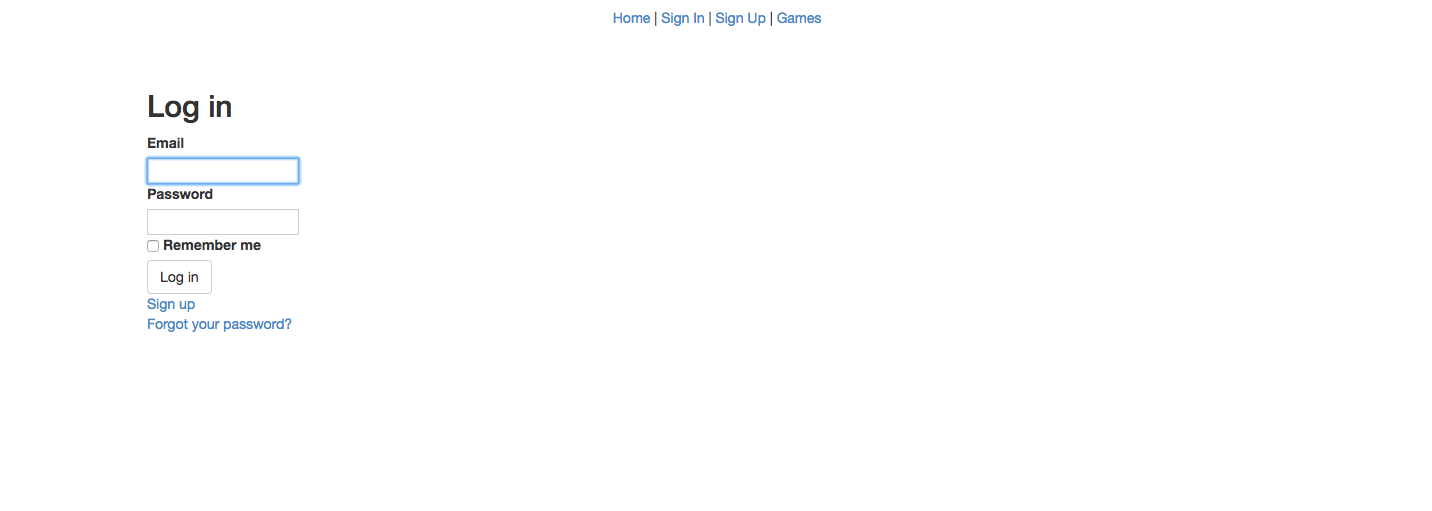 Home | Sign In | Sign Up | Games
Log in
Email
Password
Remember me
Log in
Sign up
Forgot your password?